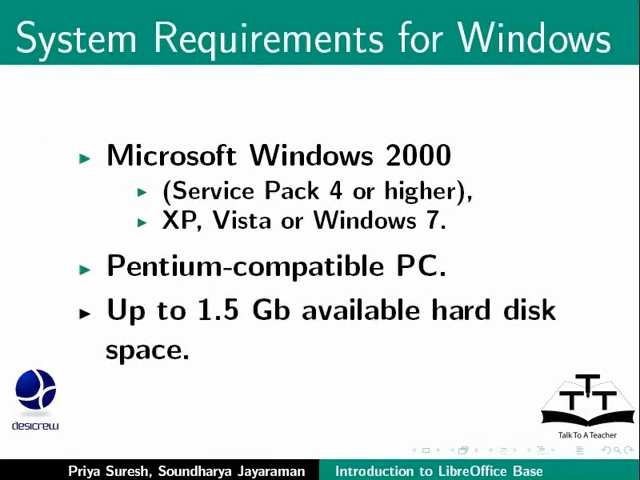 System Requirements for Windows
Microsoft Windows 2000
(Service Pack 4 or higher),
XP, Vista or Windows 7.
Pentium-compatible PC.
Up to 1.5 Gb available hard disk
space.
desicrew
TTT
Talk To A Teacher
Priya Suresh, Soundharya Jayaraman
Introduction to LibreOffice Base